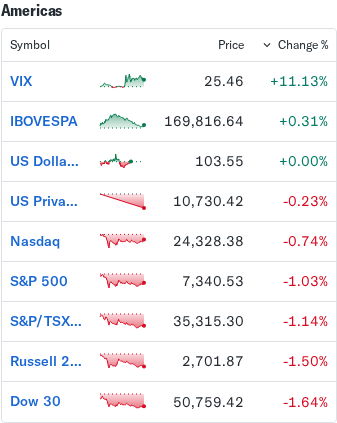 Americas
Symbol Price Change %
VIX 25.46 +11.13%
IBOVESPA 169,816.64 +0.31%
US Dolla... 103.55 +0.00%
US Priva... 10,730.42 -0.23%
Nasdaq 24,328.38 -0.74%
S&P 500 7,340.53 -1.03%
S&P/TSX... 35,315.30 -1.14%
Russell 2... 2,701.87 -1.50%
Dow 30 50,759.42 -1.64%